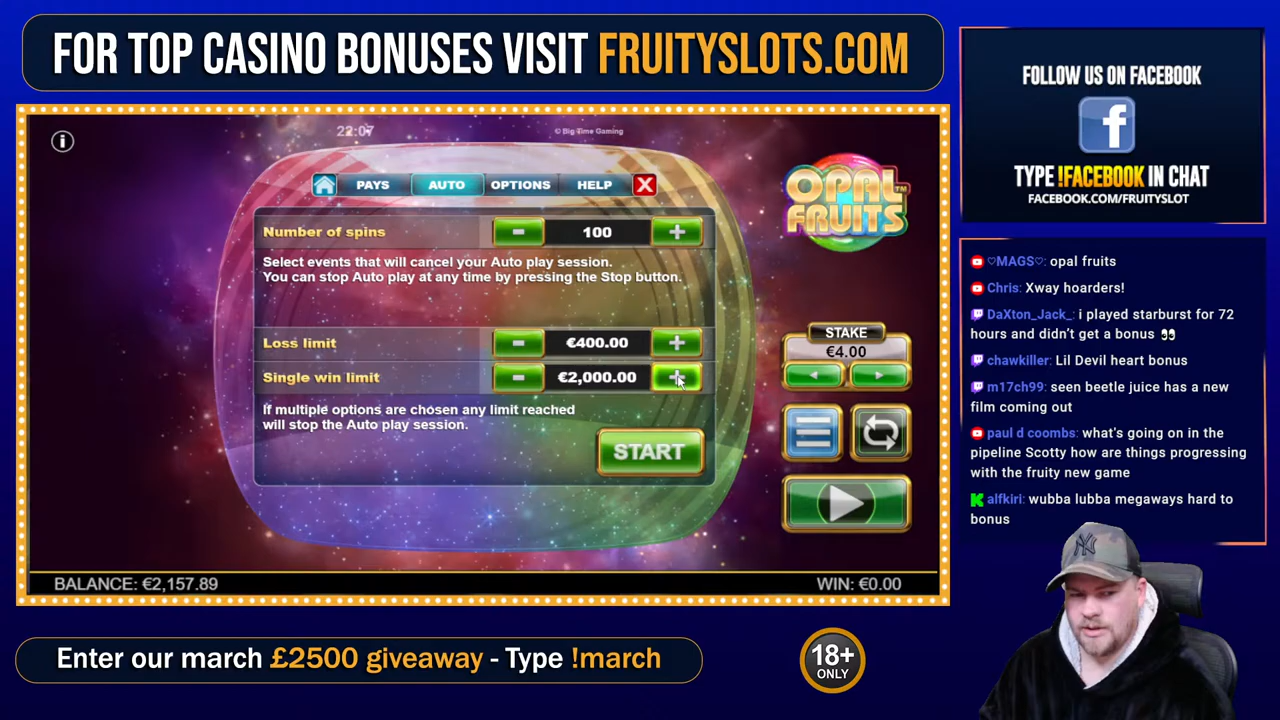 FOR TOP CASINO BONUSES VISIT FRUITYSLOTS.COM
22:07
© Big Time Gaming
PAYS AUTO OPTIONS HELP X
Number of spins - 100 +
Select events that will cancel your Auto play session.
You can stop Auto play at any time by pressing the Stop button.
Loss limit - €400.00 +
Single win limit - €2,000.00 +
If multiple options are chosen any limit reached
will stop the Auto play session.
START
OPAL™
FRUITS
STAKE
€4.00
BALANCE: €2,157.89
WIN: €0.00
FOLLOW US ON FACEBOOK
f
TYPE !FACEBOOK IN CHAT
FACEBOOK.COM/FRUITYSLOT
♡MAGS♡: opal fruits
Chris: Xway hoarders!
DaXton_Jack_: i played starburst for 72
hours and didn't get a bonus 👀
chawkiller: Lil Devil heart bonus
m17ch99: seen beetle juice has a new
film coming out
paul d coombs: what's going on in the
pipeline Scotty how are things progressing
with the fruity new game
alfkiri: wubba lubba megaways hard to
bonus
Enter our march £2500 giveaway - Type !march
18+
ONLY